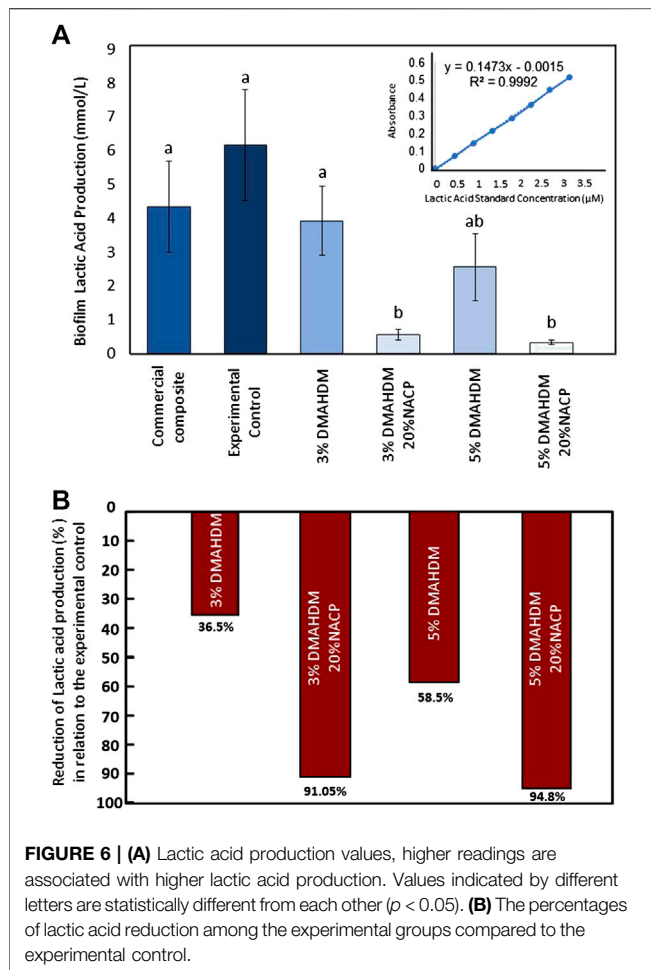 A
Biofilm Lactic Acid Production (mmol/L)
9
8
7
6
5
4
3
2
1
0
a
a
a
b
ab
b
Commercial
composite
Experimental
Control
3% DMAHDM
3% DMAHDM
20%NACP
5% DMAHDM
5% DMAHDM
20%NACP
y = 0.1473x - 0.0015
R² = 0.9992
Absorbance
0.6
0.5
0.4
0.3
0.2
0.1
0
0 0.5 1 1.5 2 2.5 3 3.5
Lactic Acid Standard Concentration (μM)
B
Reduction of Lactic acid production (%)
in relation to the experimental control
0
10
20
30
40
50
60
70
80
90
100
3% DMAHDM
36.5%
3% DMAHDM
20%NACP
91.05%
5% DMAHDM
58.5%
5% DMAHDM
20%NACP
94.8%
FIGURE 6 | (A) Lactic acid production values, higher readings are
associated with higher lactic acid production. Values indicated by different
letters are statistically different from each other (p < 0.05). (B) The percentages
of lactic acid reduction among the experimental groups compared to the
experimental control.